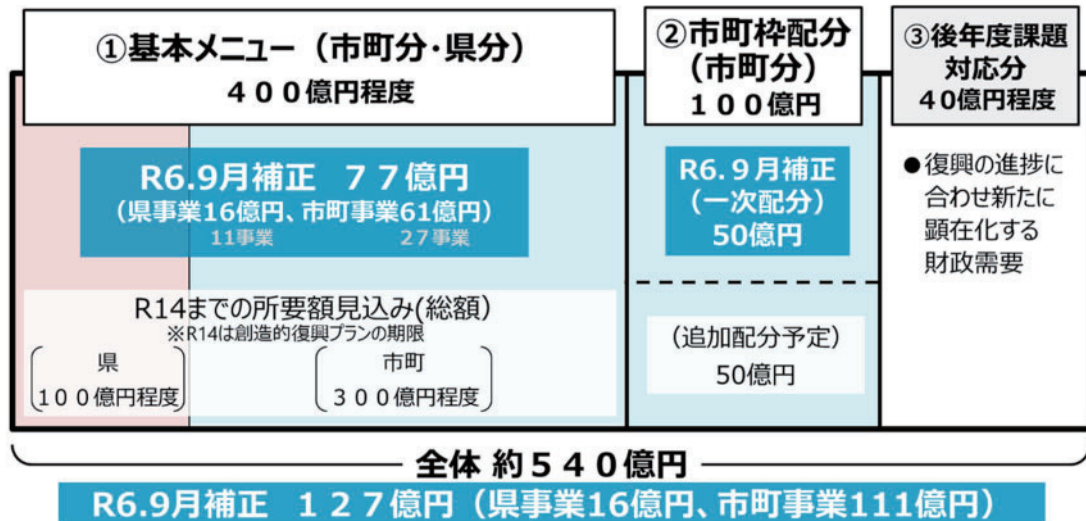 ①基本メニュー（市町分・県分）
４００億円程度
②市町枠配分
（市町分）
１００億円
③後年度課題
対応分
40億円程度
R6.9月補正　７７億円
（県事業16億円、市町事業61億円）
11事業　27事業
R6.９月補正
（一次配分）
50億円
●復興の進捗に
合わせ新たに
顕在化する
財政需要
R14までの所要額見込み(総額)
※R14は創造的復興プランの期限
県
１００億円程度
市町
３００億円程度
（追加配分予定）
50億円
全体 約５４０億円
R6.9月補正　１２７億円（県事業16億円、市町事業111億円）